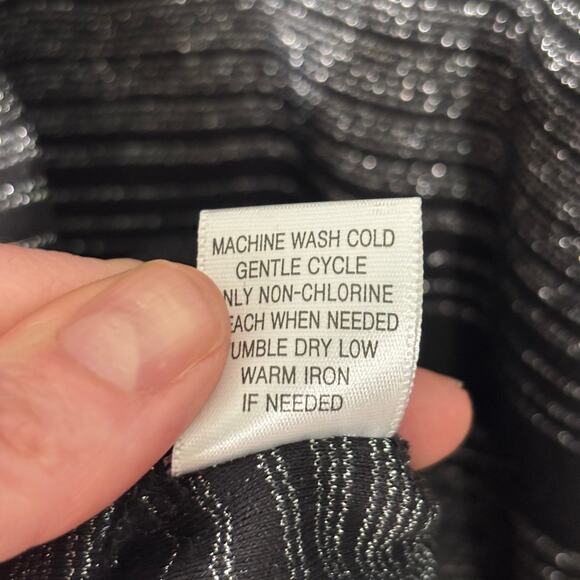 MACHINE WASH COLD
GENTLE CYCLE
NLY NON-CHLORINE
EACH WHEN NEEDED
UMBLE DRY LOW
WARM IRON
IF NEEDED